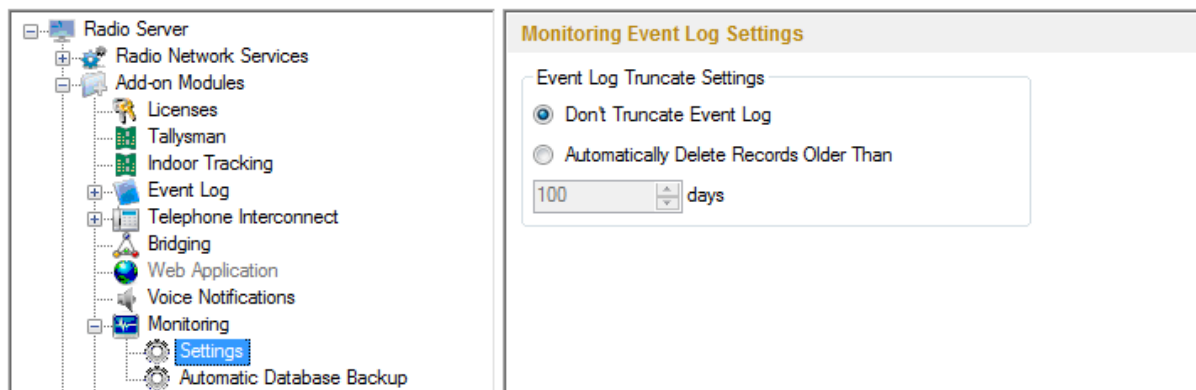 Radio Server
Radio Network Services
Add-on Modules
Licenses
Tallysman
Indoor Tracking
Event Log
Telephone Interconnect
Bridging
Web Application
Voice Notifications
Monitoring
Settings
Automatic Database Backup
Monitoring Event Log Settings
Event Log Truncate Settings
Don't Truncate Event Log
Automatically Delete Records Older Than
100 days